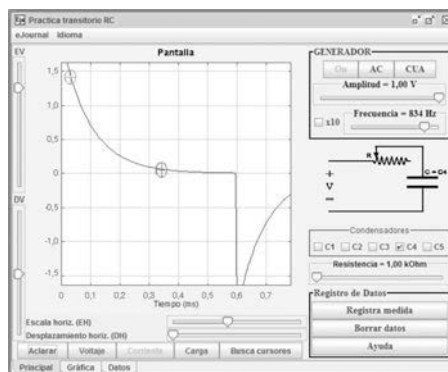 Practica transitorio RC
eJournal Idioma
EV
Pantalla
1,5
1
0,5
0
-0,5
-1
-1,5
0 0,1 0,2 0,3 0,4 0,5 0,6 0,7
Tiempo (ms)
DV
Escala horiz. (EH)
Desplazamiento horiz. (DH)
Aclarar Voltaje Corriente Carga Busca cursores
Principal Gráfica Datos
GENERADOR
On AC CUA
Amplitud = 1,00 V
x10 Frecuencia = 834 Hz
R
C = C4
+
V
−
Condensadores
C1 C2 C3 C4 C5
Resistencia = 1,00 kOhm
Registro de Datos
Registra medida
Borrar datos
Ayuda